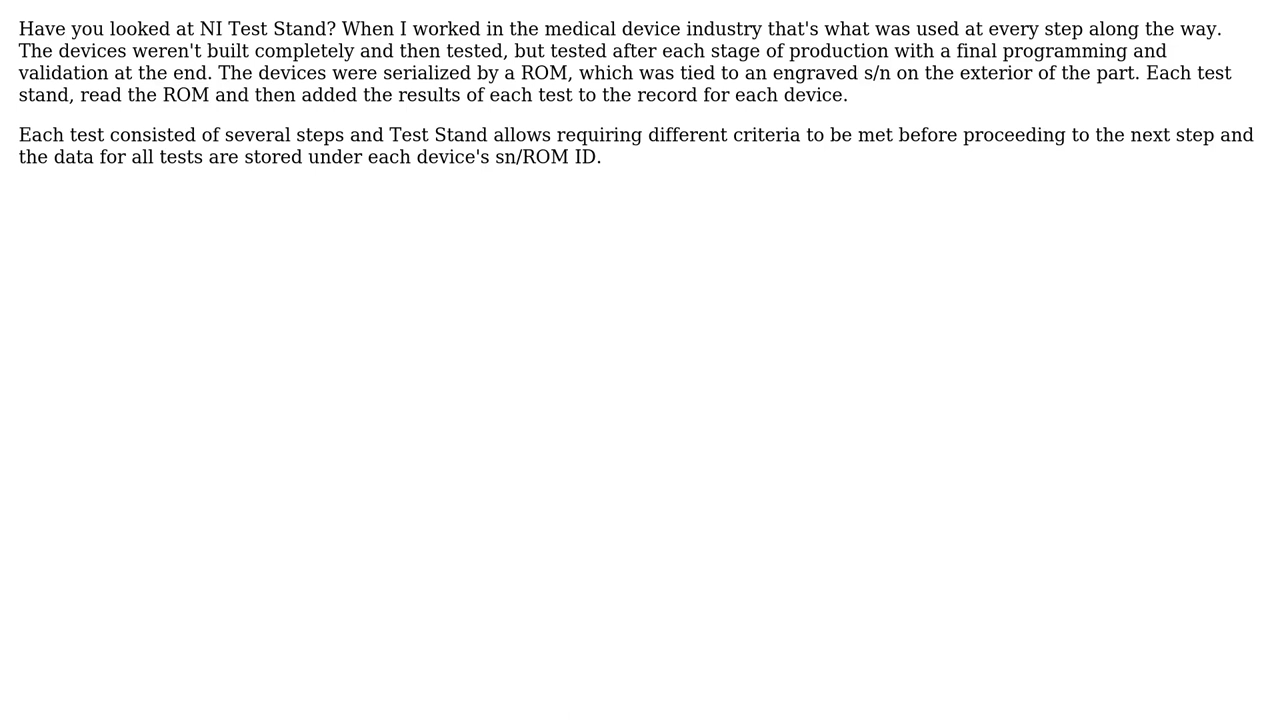 Have you looked at NI Test Stand? When I worked in the medical device industry that's what was used at every step along the way.
The devices weren't built completely and then tested, but tested after each stage of production with a final programming and
validation at the end. The devices were serialized by a ROM, which was tied to an engraved s/n on the exterior of the part. Each test
stand, read the ROM and then added the results of each test to the record for each device.
Each test consisted of several steps and Test Stand allows requiring different criteria to be met before proceeding to the next step and
the data for all tests are stored under each device's sn/ROM ID.